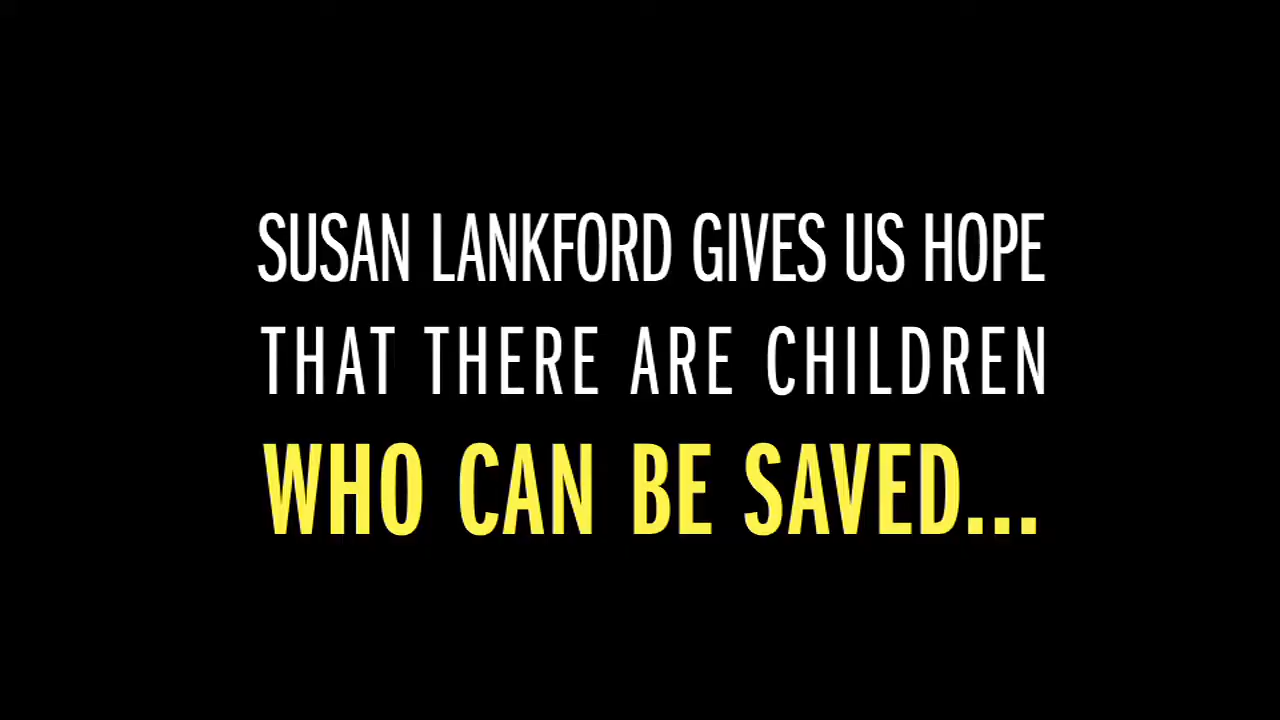 SUSAN LANKFORD GIVES US HOPE
THAT THERE ARE CHILDREN
WHO CAN BE SAVED...